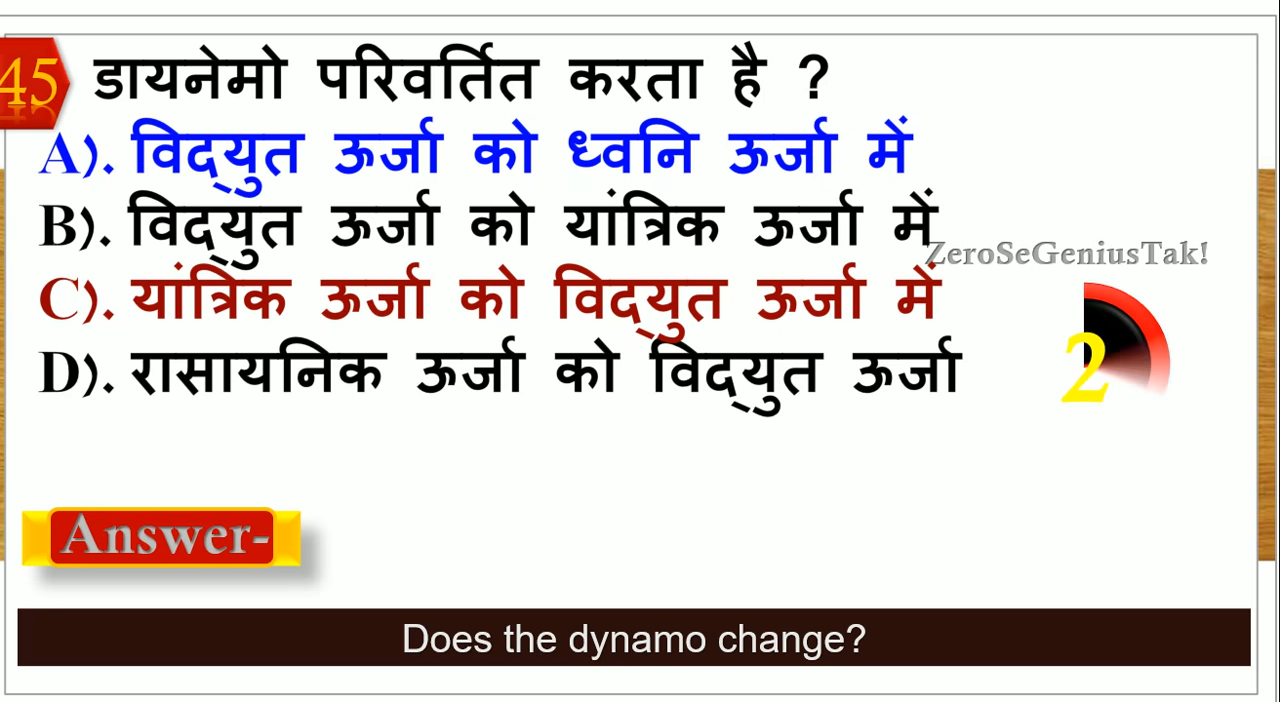 45 डायनेमो परिवर्तित करता है ?
A). विद्‌युत ऊर्जा को ध्वनि ऊर्जा में
B). विद्‌युत ऊर्जा को यांत्रिक ऊर्जा में
ZeroSeGeniusTak!
C). यांत्रिक ऊर्जा को विद्‌युत ऊर्जा में
D). रासायनिक ऊर्जा को विद्‌युत ऊर्जा
2
Answer-
Does the dynamo change?